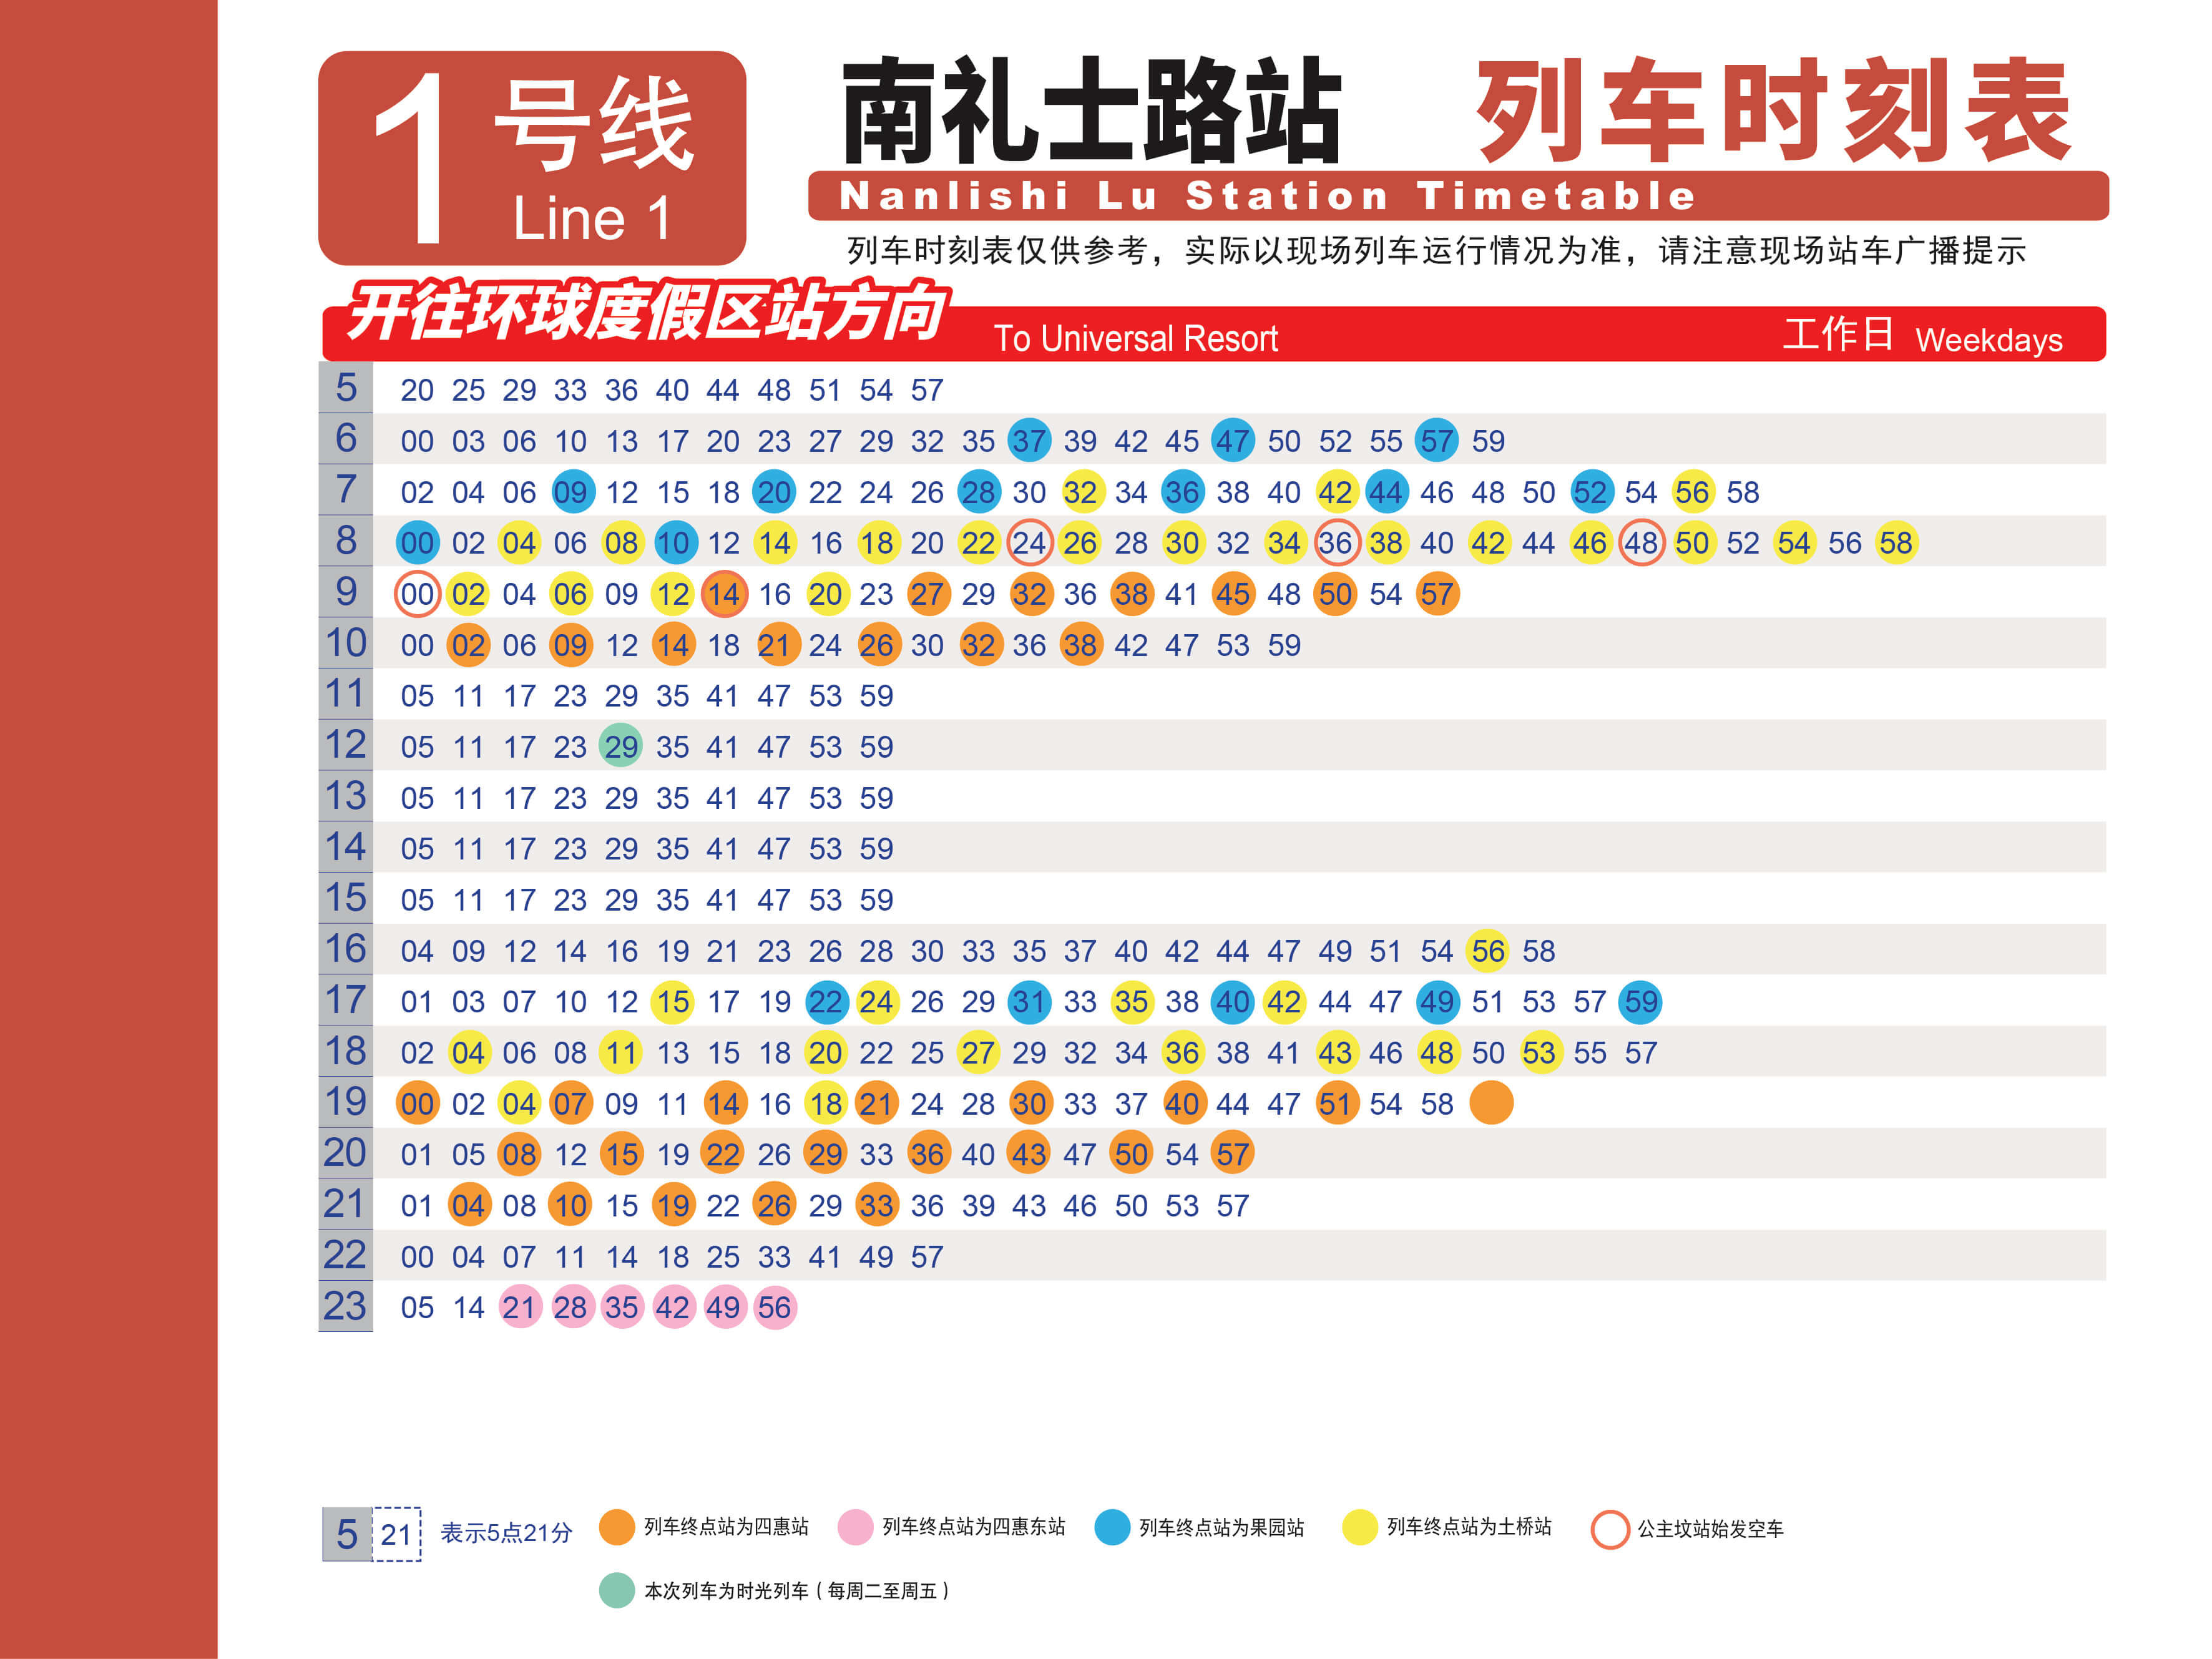 1号线
Line 1
南礼士路站 列车时刻表
Nanlishi Lu Station Timetable
列车时刻表仅供参考，实际以现场列车运行情况为准，请注意现场站车广播提示
开往环球度假区站方向 To Universal Resort 工作日 Weekdays
5 20 25 29 33 36 40 44 48 51 54 57
6 00 03 06 10 13 17 20 23 27 29 32 35 37 39 42 45 47 50 52 55 57 59
7 02 04 06 09 12 15 18 20 22 24 26 28 30 32 34 36 38 40 42 44 46 48 50 52 54 56 58
8 00 02 04 06 08 10 12 14 16 18 20 22 24 26 28 30 32 34 36 38 40 42 44 46 48 50 52 54 56 58
9 00 02 04 06 09 12 14 16 20 23 27 29 32 36 38 41 45 48 50 54 57
10 00 02 06 09 12 14 18 21 24 26 30 32 36 38 42 47 53 59
11 05 11 17 23 29 35 41 47 53 59
12 05 11 17 23 29 35 41 47 53 59
13 05 11 17 23 29 35 41 47 53 59
14 05 11 17 23 29 35 41 47 53 59
15 05 11 17 23 29 35 41 47 53 59
16 04 09 12 14 16 19 21 23 26 28 30 33 35 37 40 42 44 47 49 51 54 56 58
17 01 03 07 10 12 15 17 19 22 24 26 29 31 33 35 38 40 42 44 47 49 51 53 57 59
18 02 04 06 08 11 13 15 18 20 22 25 27 29 32 34 36 38 41 43 46 48 50 53 55 57
19 00 02 04 07 09 11 14 16 18 21 24 28 30 33 37 40 44 47 51 54 58
20 01 05 08 12 15 19 22 26 29 33 36 40 43 47 50 54 57
21 01 04 08 10 15 19 22 26 29 33 36 39 43 46 50 53 57
22 00 04 07 11 14 18 25 33 41 49 57
23 05 14 21 28 35 42 49 56
5 21 表示5点21分 列车终点站为四惠站 列车终点站为四惠东站 列车终点站为果园站 列车终点站为土桥站 公主坟站始发空车
本次列车为时光列车（每周二至周五）